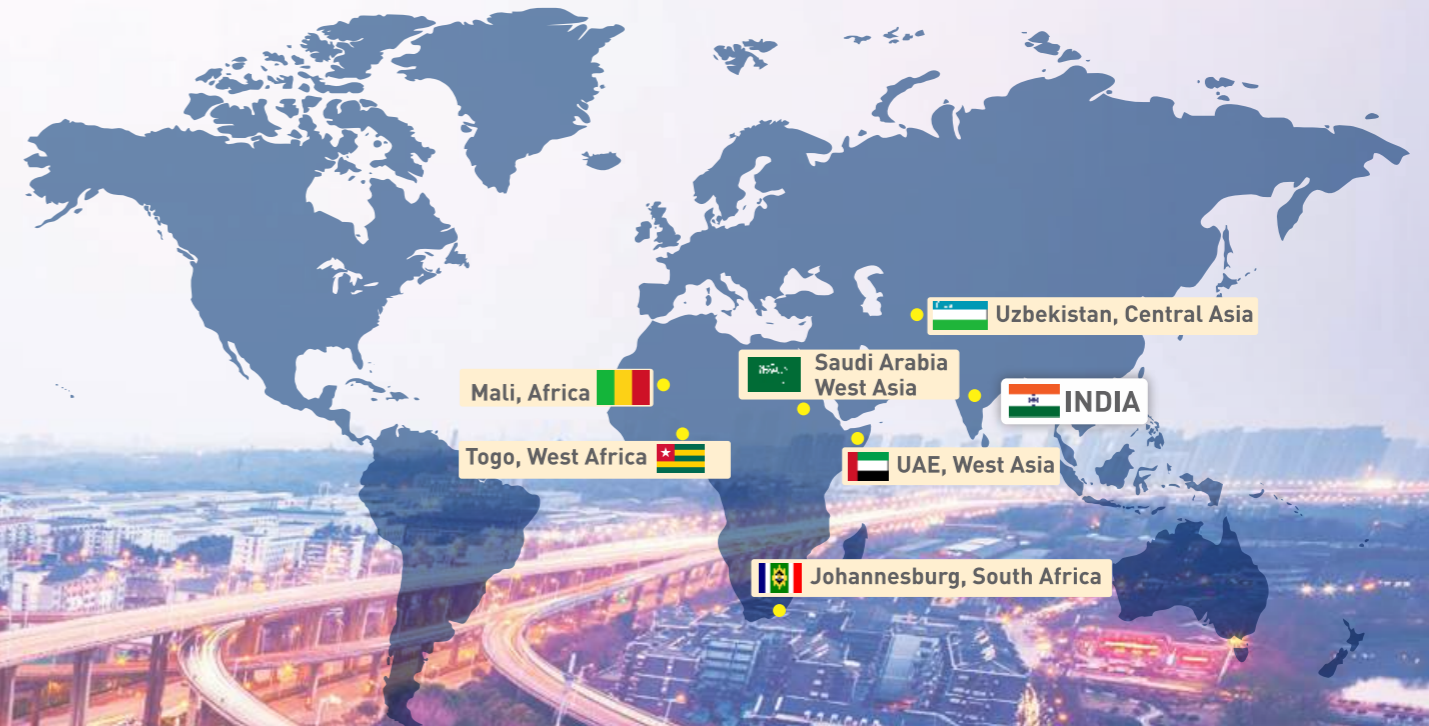 Uzbekistan, Central Asia
Saudi Arabia
West Asia
Mali, Africa
INDIA
Togo, West Africa
UAE, West Asia
Johannesburg, South Africa